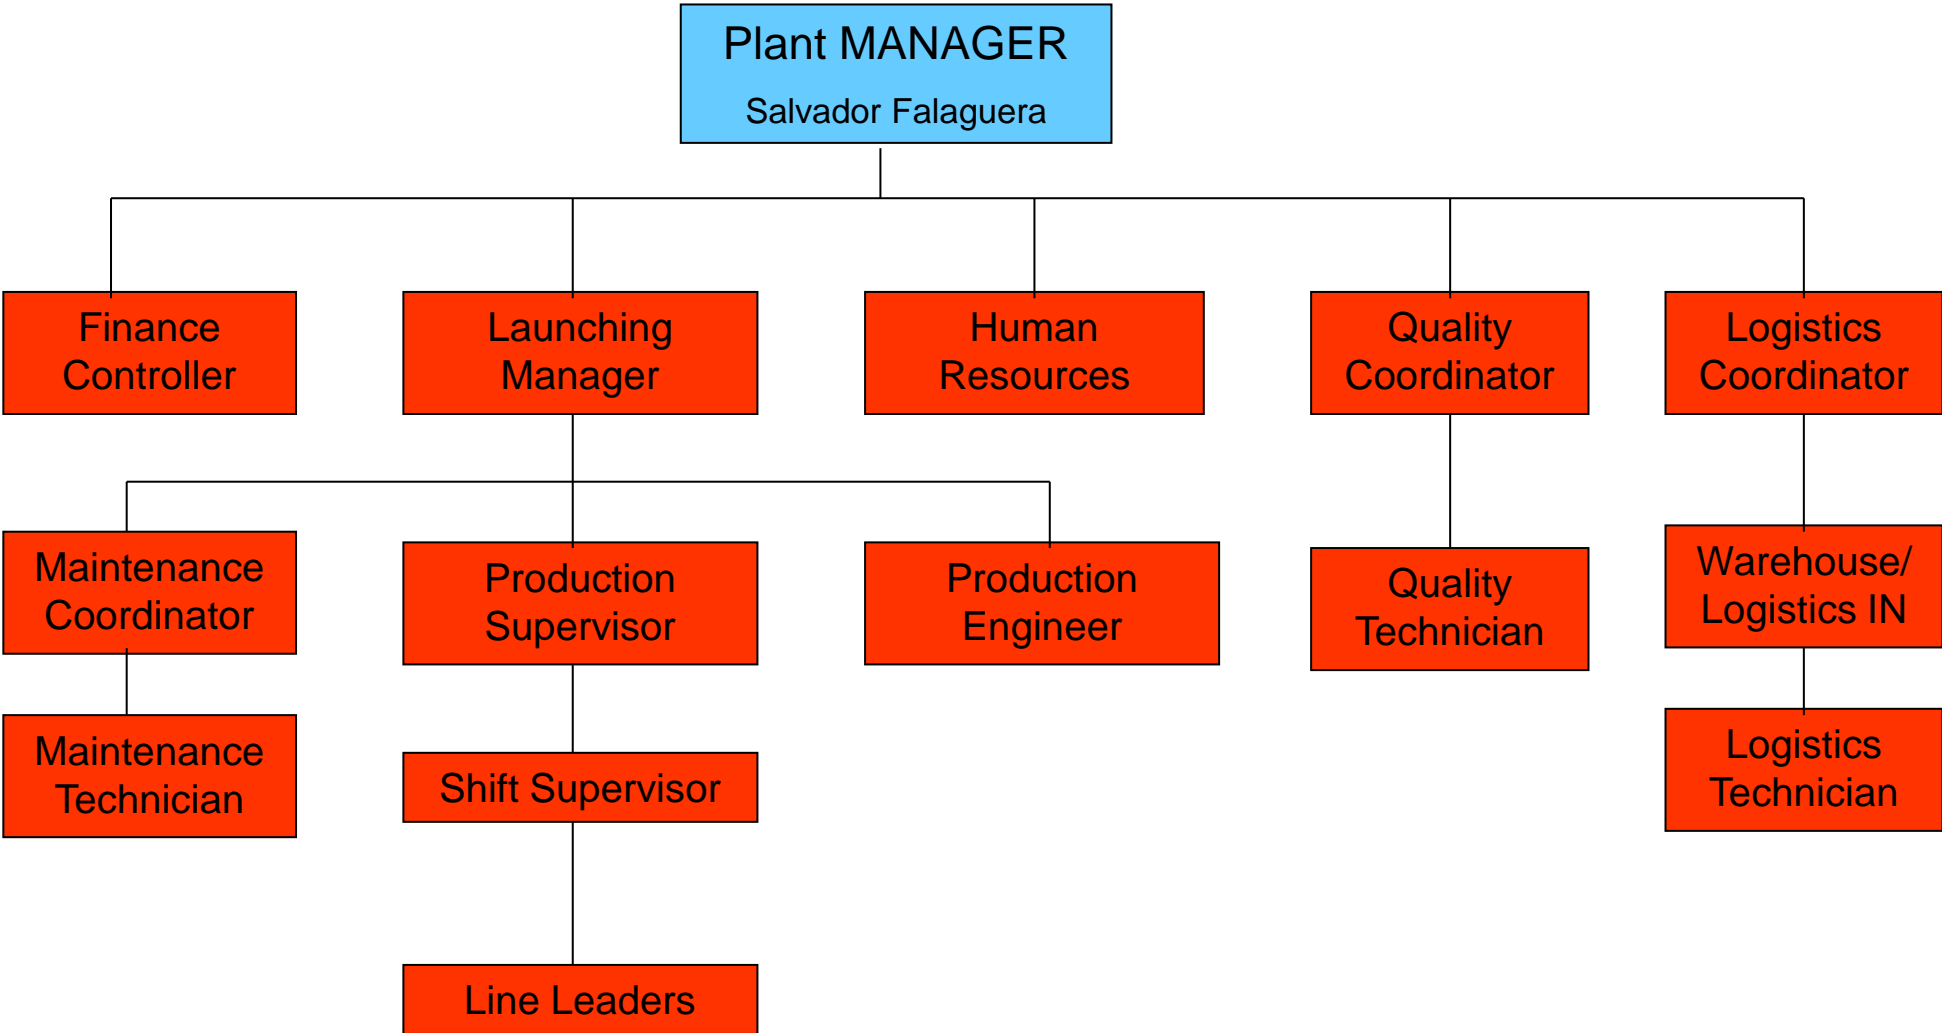 Plant MANAGER
Salvador Falaguera
Finance
Controller
Launching
Manager
Human
Resources
Quality
Coordinator
Logistics
Coordinator
Maintenance
Coordinator
Production
Supervisor
Production
Engineer
Quality
Technician
Warehouse/
Logistics IN
Maintenance
Technician
Shift Supervisor
Logistics
Technician
Line Leaders